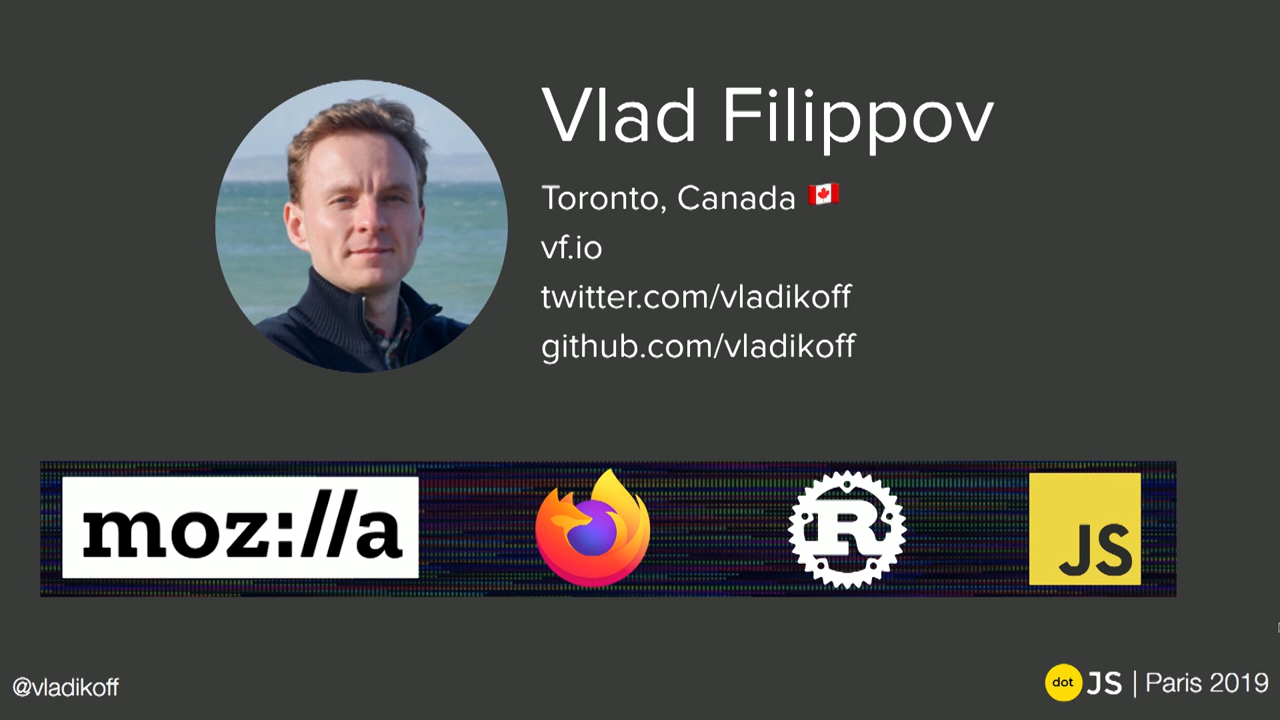 Vlad Filippov
Toronto, Canada 🇨🇦
vf.io
twitter.com/vladikoff
github.com/vladikoff
moz://a
R
JS
@vladikoff
dot JS | Paris 2019